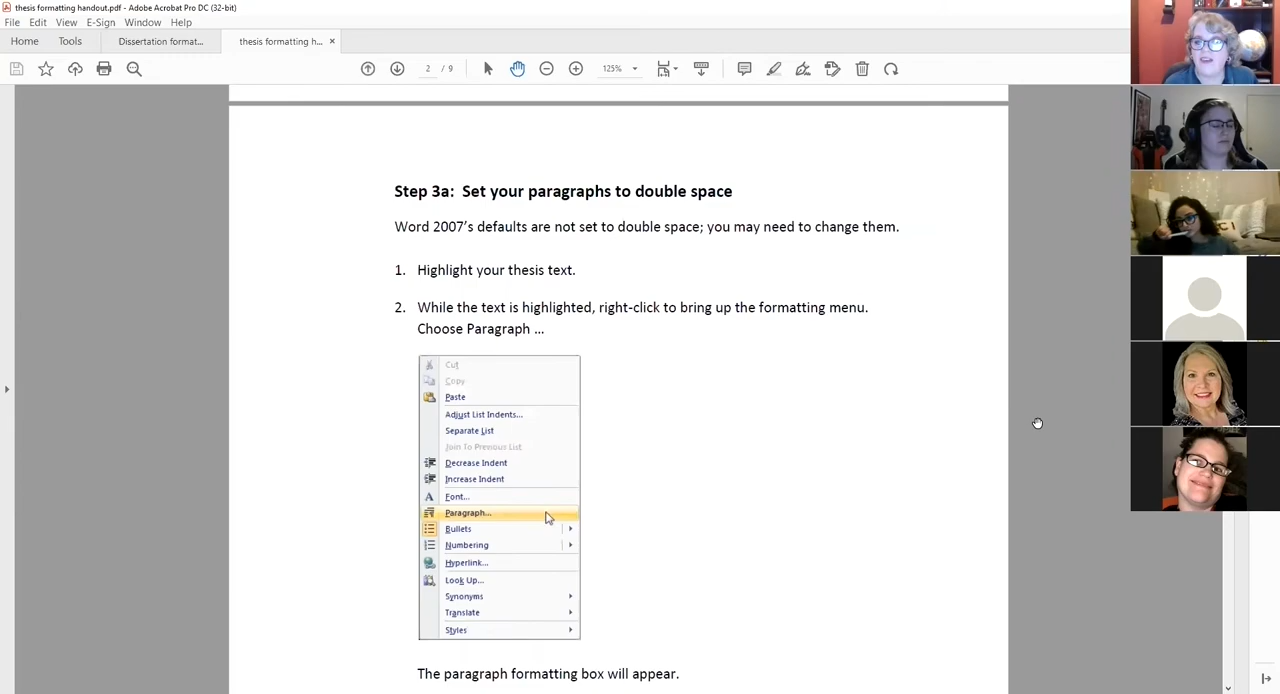 thesis formatting handout.pdf - Adobe Acrobat Pro DC (32-bit)
File Edit View E-Sign Window Help
Home Tools Dissertation format... thesis formatting h... ×
2 / 9 125%
Step 3a: Set your paragraphs to double space
Word 2007’s defaults are not set to double space; you may need to change them.
1. Highlight your thesis text.
2. While the text is highlighted, right-click to bring up the formatting menu.
Choose Paragraph ...
Cut
Copy
Paste
Adjust List Indents...
Separate List
Join To Previous List
Decrease Indent
Increase Indent
A Font...
Paragraph...
Bullets
Numbering
Hyperlink...
Look Up...
Synonyms
Translate
Styles
The paragraph formatting box will appear.